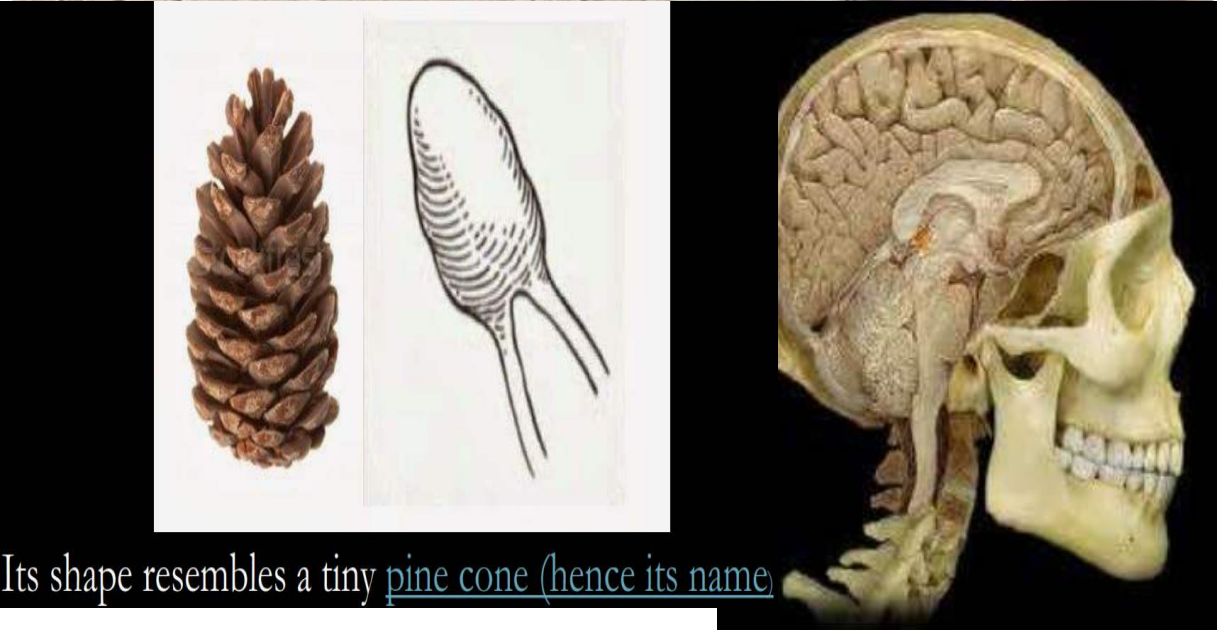 Its shape resembles a tiny pine cone (hence its name)